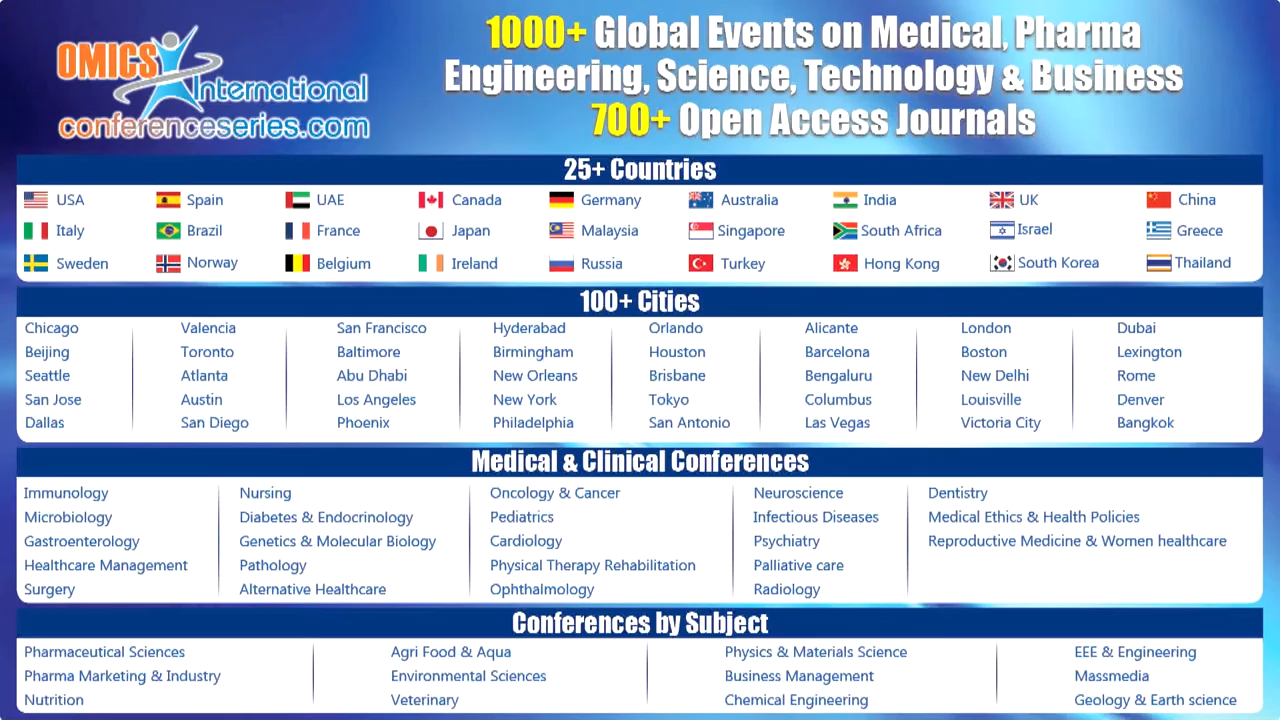 OMICS
International
conferenceseries.com
1000+ Global Events on Medical, Pharma
Engineering, Science, Technology & Business
700+ Open Access Journals
25+ Countries
USA Spain UAE Canada Germany Australia India UK China
Italy Brazil France Japan Malaysia Singapore South Africa Israel Greece
Sweden Norway Belgium Ireland Russia Turkey Hong Kong South Korea Thailand
100+ Cities
Chicago Valencia San Francisco Hyderabad Orlando Alicante London Dubai
Beijing Toronto Baltimore Birmingham Houston Barcelona Boston Lexington
Seattle Atlanta Abu Dhabi New Orleans Brisbane Bengaluru New Delhi Rome
San Jose Austin Los Angeles New York Tokyo Columbus Louisville Denver
Dallas San Diego Phoenix Philadelphia San Antonio Las Vegas Victoria City Bangkok
Medical & Clinical Conferences
Immunology Nursing Oncology & Cancer Neuroscience Dentistry
Microbiology Diabetes & Endocrinology Pediatrics Infectious Diseases Medical Ethics & Health Policies
Gastroenterology Genetics & Molecular Biology Cardiology Psychiatry Reproductive Medicine & Women healthcare
Healthcare Management Pathology Physical Therapy Rehabilitation Palliative care
Surgery Alternative Healthcare Ophthalmology Radiology
Conferences by Subject
Pharmaceutical Sciences Agri Food & Aqua Physics & Materials Science EEE & Engineering
Pharma Marketing & Industry Environmental Sciences Business Management Massmedia
Nutrition Veterinary Chemical Engineering Geology & Earth science